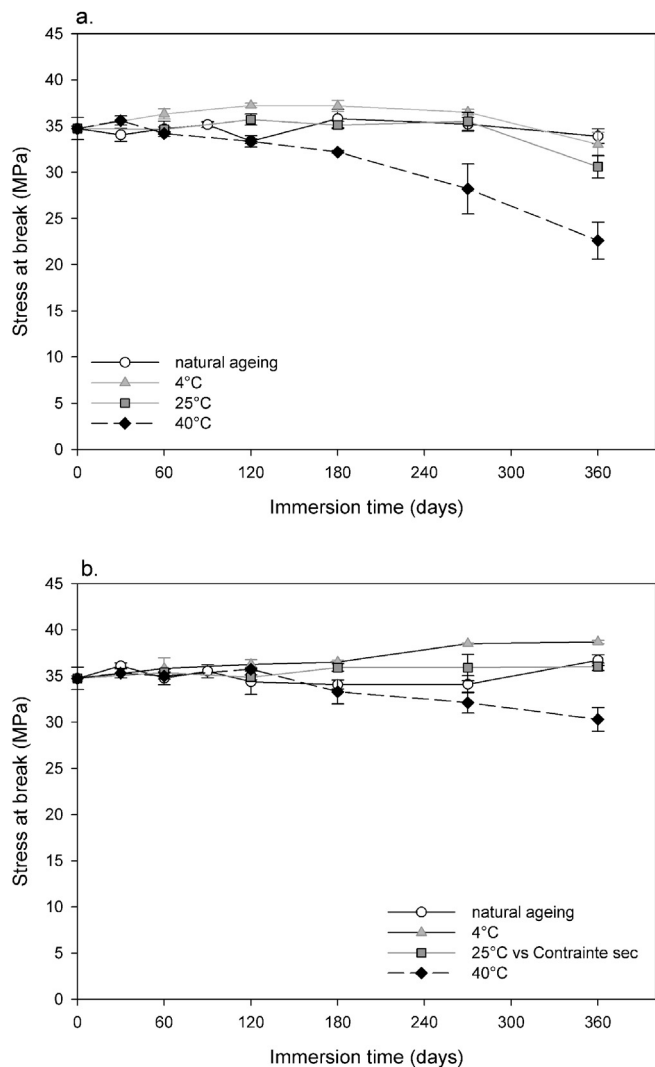 a.
45
40
35
30
25
20
15
10
5
0
Stress at break (MPa)
natural ageing
4°C
25°C
40°C
0 60 120 180 240 300 360
Immersion time (days)
b.
45
40
35
30
25
20
15
10
5
0
Stress at break (MPa)
natural ageing
4°C
25°C vs Contrainte sec
40°C
0 60 120 180 240 300 360
Immersion time (days)